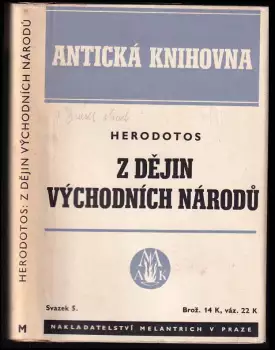 HERODOTOS: Z DĚJIN VÝCHODNÍCH NÁRODŮ
M
ANTICKÁ KNIHOVNA
HERODOTOS
Z DĚJIN
VÝCHODNÍCH NÁRODŮ
A K
Svazek 5.
Brož. 14 K, váz. 22 K
NAKLADATELSTVÍ MELANTRICH V PRAZE